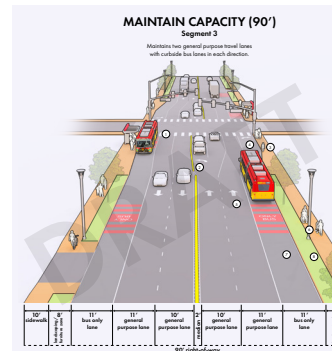 MAINTAIN CAPACITY (90')
Segment 3
Maintains two general purpose travel lanes
with curbside bus lanes in each direction.
DRAFT
10' sidewalk
8'
11' bus only lane
11' general purpose lane
10' general purpose lane
2' median
10' general purpose lane
11' general purpose lane
11' bus only lane
90' right-of-way